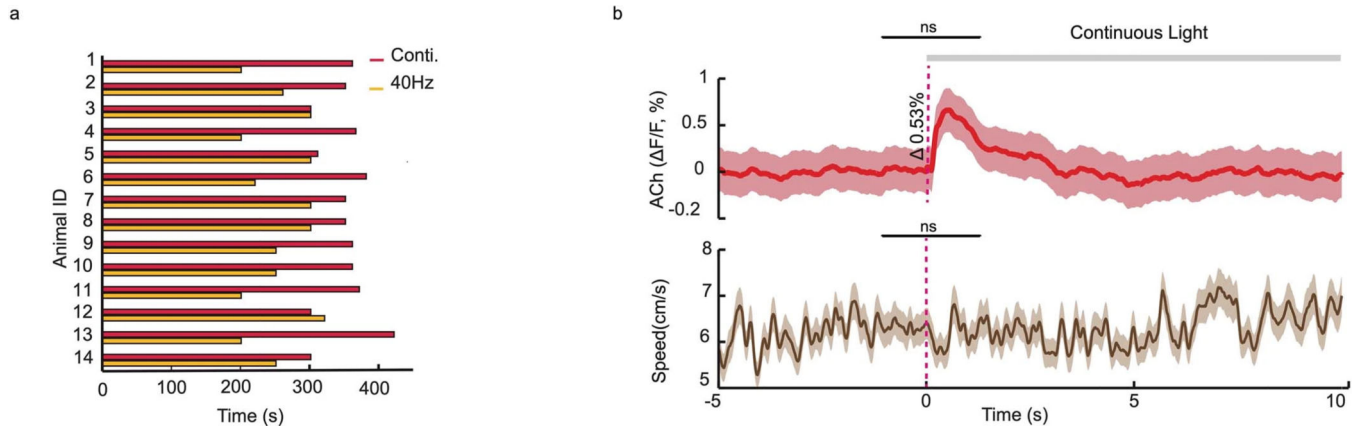 a
1
2
3
4
5
6
7
8
9
10
11
12
13
14
Animal ID
0 100 200 300 400
Time (s)
Conti.
40Hz
b
ns
Continuous Light
Δ 0.53%
1
0.5
0
-0.2
ACh (ΔF/F, %)
ns
8
7
6
5
Speed(cm/s)
-5 0 5 10
Time (s)